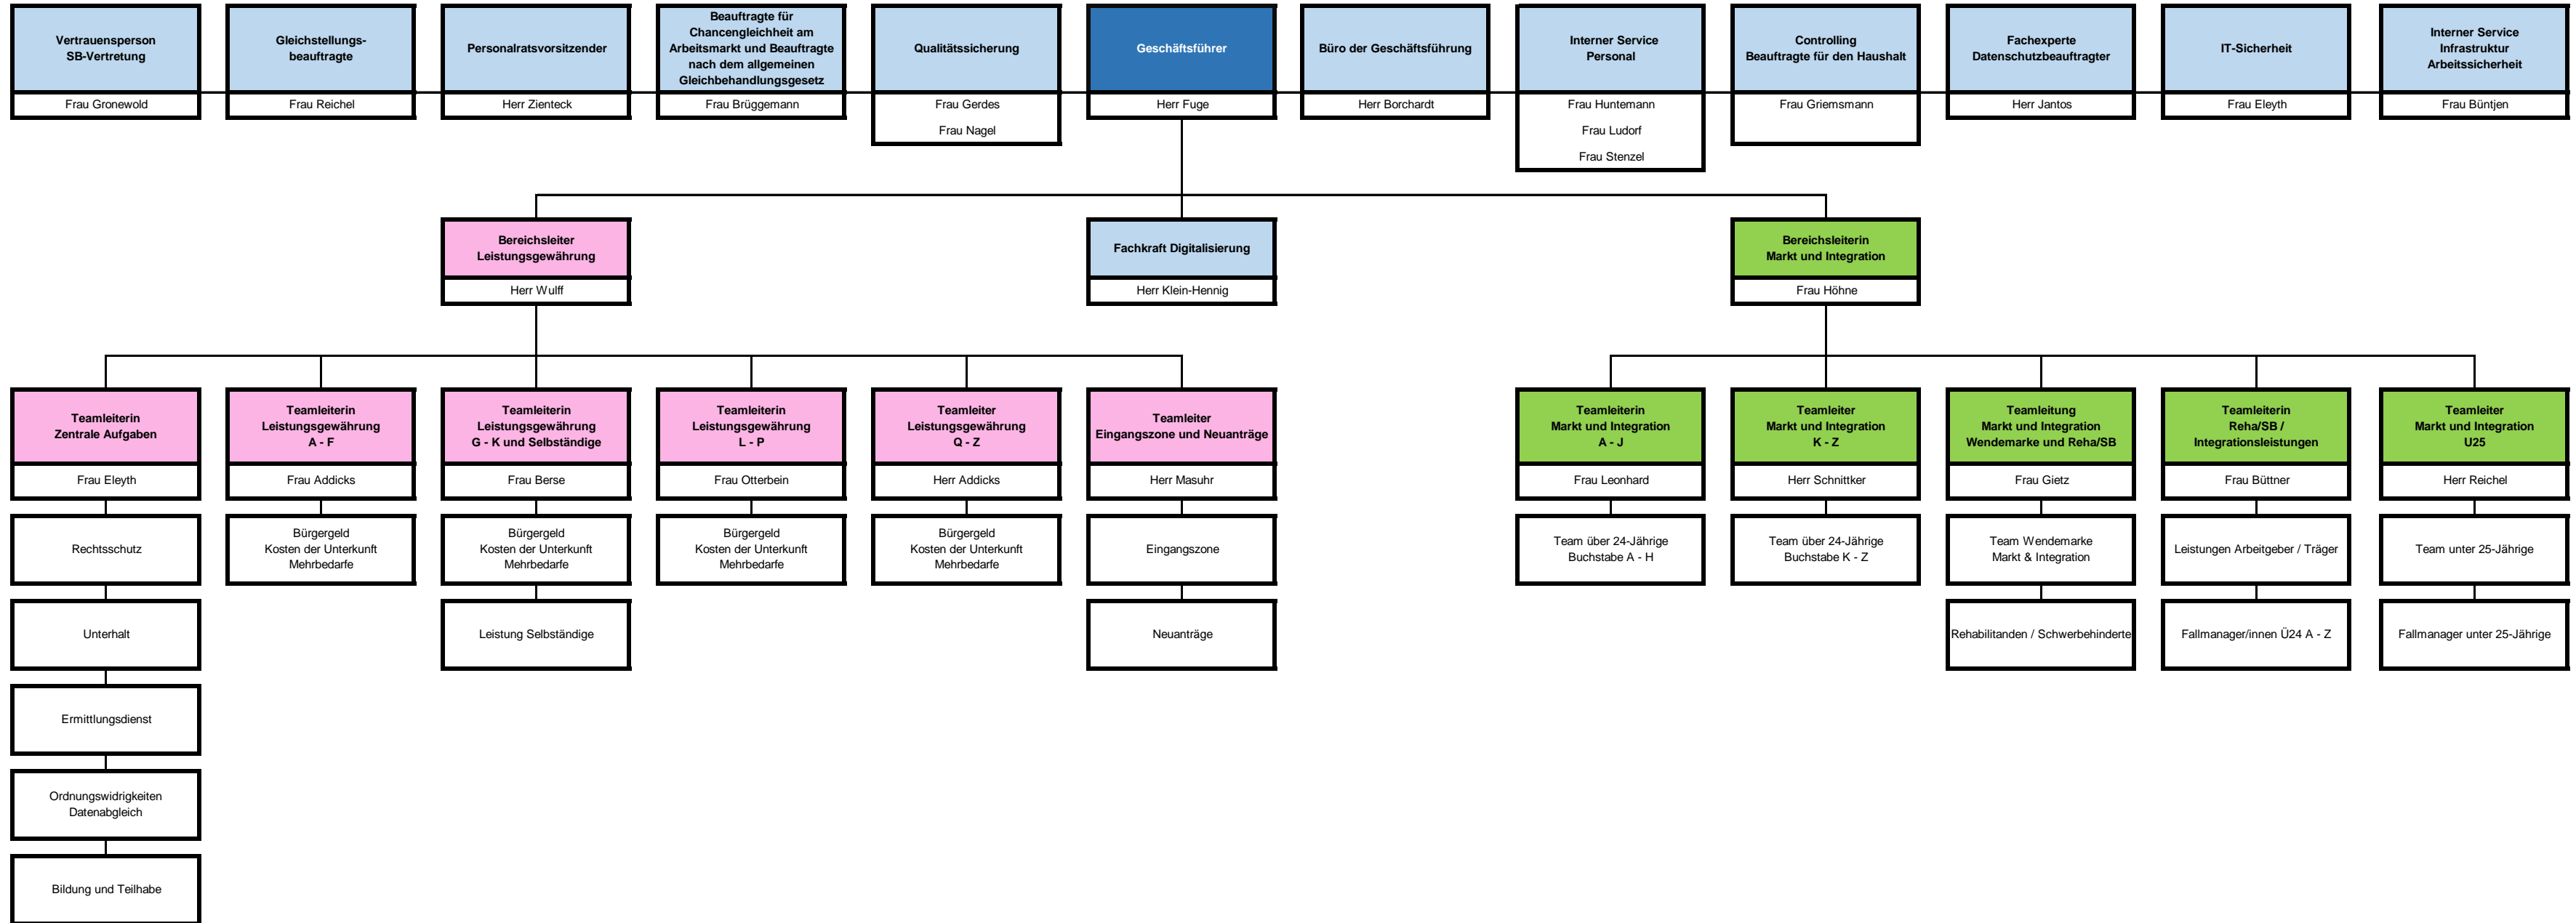 Vertrauensperson
SB-Vertretung
Frau Gronewold
Gleichstellungs-
beauftragte
Frau Reichel
Personalratsvorsitzender
Herr Zienteck
Beauftragte für
Chancengleichheit am
Arbeitsmarkt und Beauftragte
nach dem allgemeinen
Gleichbehandlungsgesetz
Frau Brüggemann
Qualitätssicherung
Frau Gerdes
Frau Nagel
Geschäftsführer
Herr Fuge
Büro der Geschäftsführung
Herr Borchardt
Interner Service
Personal
Frau Huntemann
Frau Ludorf
Frau Stenzel
Controlling
Beauftragte für den Haushalt
Frau Griemsmann
Fachexperte
Datenschutzbeauftragter
Herr Jantos
IT-Sicherheit
Frau Eleyth
Interner Service
Infrastruktur
Arbeitssicherheit
Frau Büntjen
Bereichsleiter
Leistungsgewährung
Herr Wulff
Fachkraft Digitalisierung
Herr Klein-Hennig
Bereichsleiterin
Markt und Integration
Frau Höhne
Teamleiterin
Zentrale Aufgaben
Frau Eleyth
Rechtsschutz
Unterhalt
Ermittlungsdienst
Ordnungswidrigkeiten
Datenabgleich
Bildung und Teilhabe
Teamleiterin
Leistungsgewährung
A - F
Frau Addicks
Bürgergeld
Kosten der Unterkunft
Mehrbedarfe
Teamleiterin
Leistungsgewährung
G - K und Selbständige
Frau Berse
Bürgergeld
Kosten der Unterkunft
Mehrbedarfe
Leistung Selbständige
Teamleiterin
Leistungsgewährung
L - P
Frau Otterbein
Bürgergeld
Kosten der Unterkunft
Mehrbedarfe
Teamleiter
Leistungsgewährung
Q - Z
Herr Addicks
Bürgergeld
Kosten der Unterkunft
Mehrbedarfe
Teamleiter
Eingangszone und Neuanträge
Herr Masuhr
Eingangszone
Neuanträge
Teamleiterin
Markt und Integration
A - J
Frau Leonhard
Team über 24-Jährige
Buchstabe A - H
Teamleiter
Markt und Integration
K - Z
Herr Schnittker
Team über 24-Jährige
Buchstabe K - Z
Teamleitung
Markt und Integration
Wendemarke und Reha/SB
Frau Gietz
Team Wendemarke
Markt & Integration
Rehabilitanden / Schwerbehinderte
Teamleiterin
Reha/SB /
Integrationsleistungen
Frau Büttner
Leistungen Arbeitgeber / Träger
Fallmanager/innen Ü24 A - Z
Teamleiter
Markt und Integration
U25
Herr Reichel
Team unter 25-Jährige
Fallmanager unter 25-Jährige